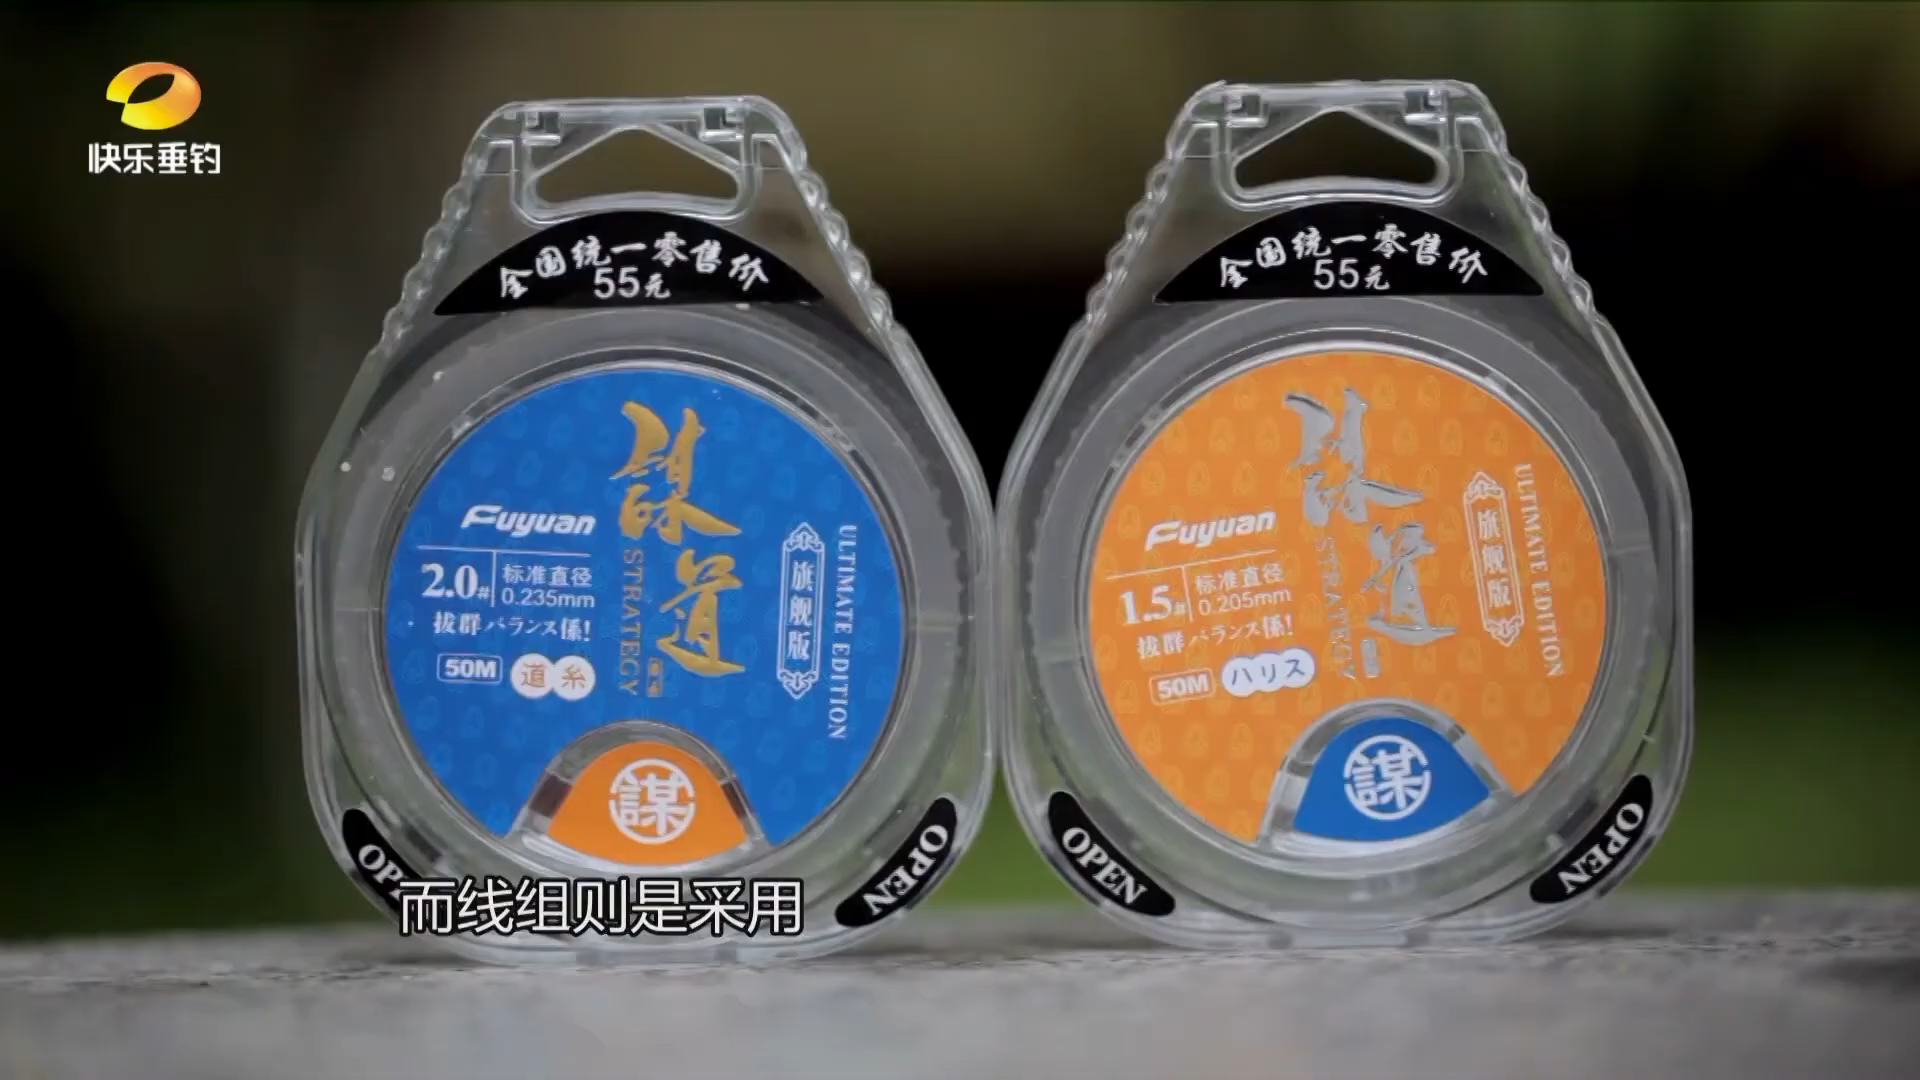 快乐垂钓
全国统一零售价
55元
謀道
STRATEGY
Fuyuan
2.0#
标准直径
0.235mm
拔群バランス係!
50M
道糸
旗舰版
ULTIMATE EDITION
謀
OPEN
全国统一零售价
55元
謀道
STRATEGY
Fuyuan
1.5#
标准直径
0.205mm
拔群バランス係!
50M
ハリス
旗舰版
ULTIMATE EDITION
謀
OPEN
OPEN
而线组则是采用